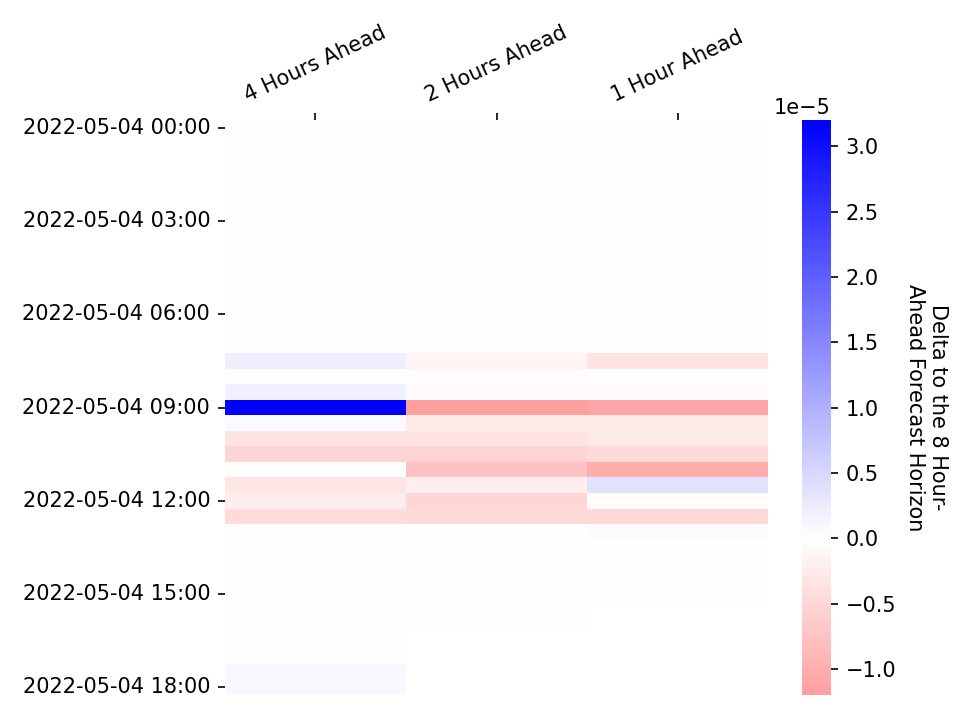 4 Hours Ahead
2 Hours Ahead
1 Hour Ahead
1e−5
2022-05-04 00:00
2022-05-04 03:00
2022-05-04 06:00
2022-05-04 09:00
2022-05-04 12:00
2022-05-04 15:00
2022-05-04 18:00
3.0
2.5
2.0
1.5
1.0
0.5
0.0
−0.5
−1.0
Delta to the 8 Hour-
Ahead Forecast Horizon